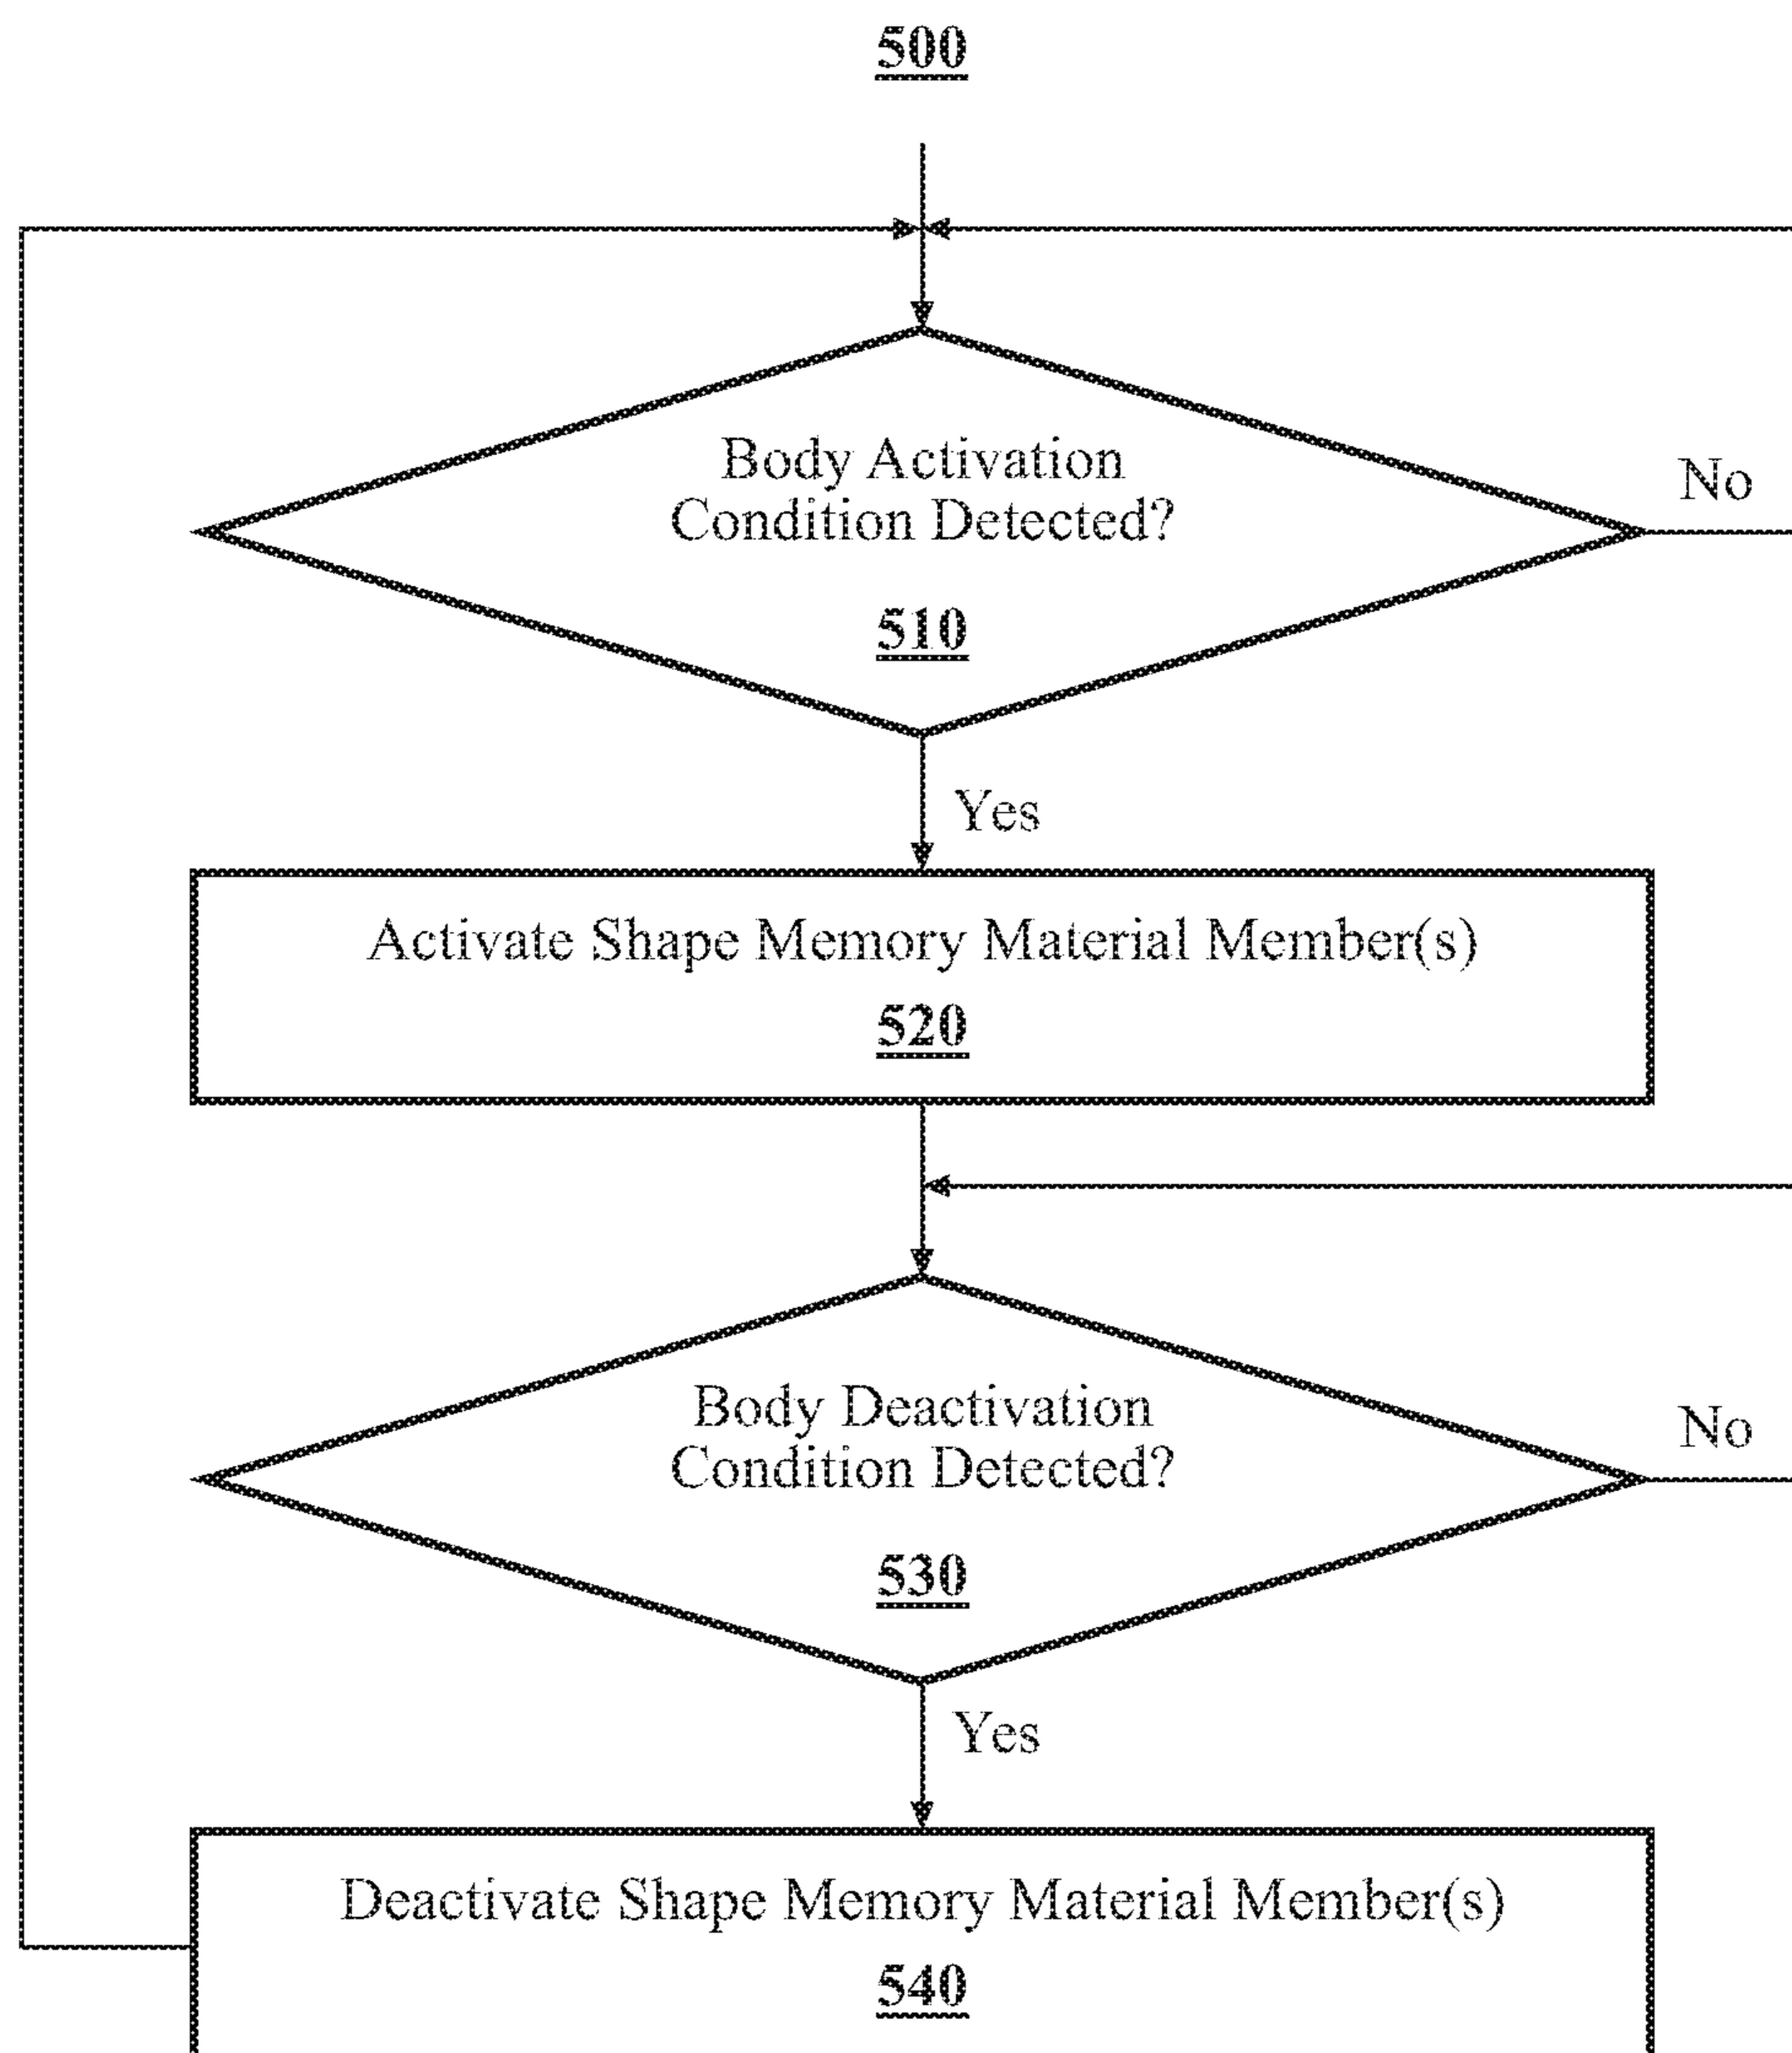 500
Body Activation
Condition Detected?
No
510
Yes
Activate Shape Memory Material Member(s)
520
Body Deactivation
Condition Detected?
No
530
Yes
Deactivate Shape Memory Material Member(s)
540